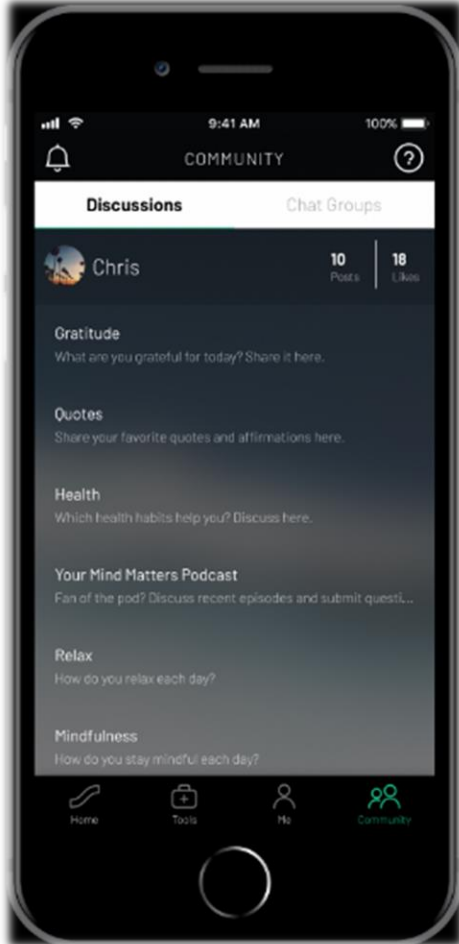 9:41 AM
100%
COMMUNITY
?
Discussions
Chat Groups
Chris
10
Posts
18
Likes
Gratitude
What are you grateful for today? Share it here.
Quotes
Share your favorite quotes and affirmations here.
Health
Which health habits help you? Discuss here.
Your Mind Matters Podcast
Fan of the pod? Discuss recent episodes and submit questi...
Relax
How do you relax each day?
Mindfulness
How do you stay mindful each day?
Home
Tools
Me
Community